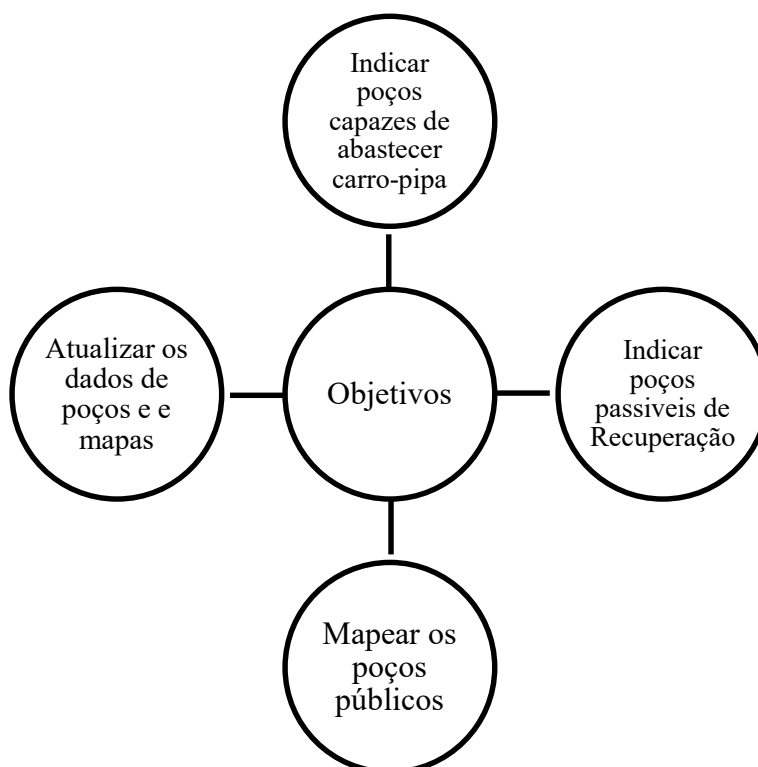 Indicar
poços
capazes de
abastecer
carro-pipa
Atualizar os
dados de
poços e e
mapas
Objetivos
Indicar
poços
passiveis de
Recuperação
Mapear os
poços
públicos